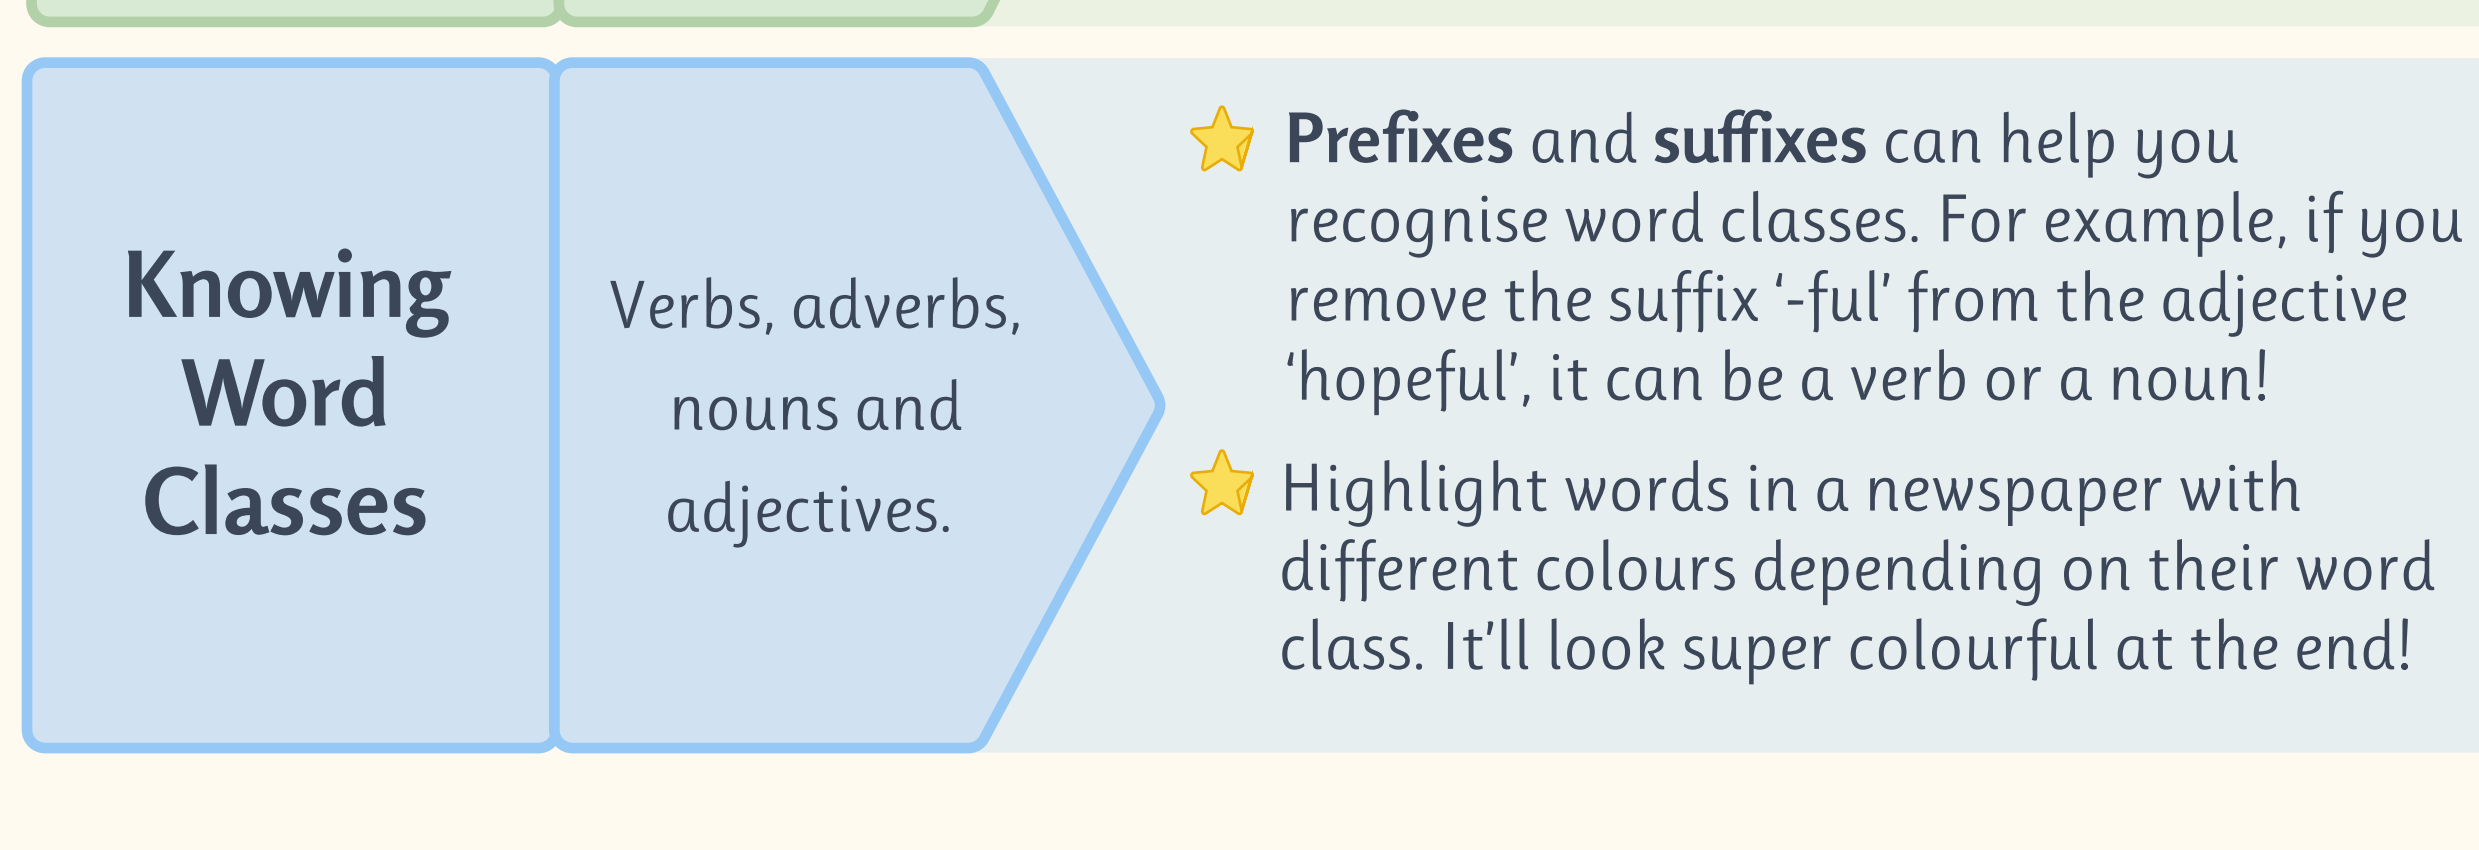 Knowing
Word
Classes
Verbs, adverbs,
nouns and
adjectives.
Prefixes and suffixes can help you
recognise word classes. For example, if you
remove the suffix ‘-ful’ from the adjective
‘hopeful’, it can be a verb or a noun!
Highlight words in a newspaper with
different colours depending on their word
class. It’ll look super colourful at the end!